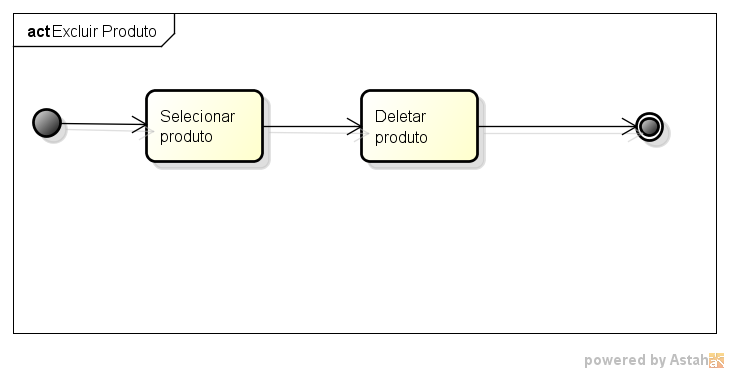 act Excluir Produto
Selecionar
produto
Deletar
produto
powered by Astah